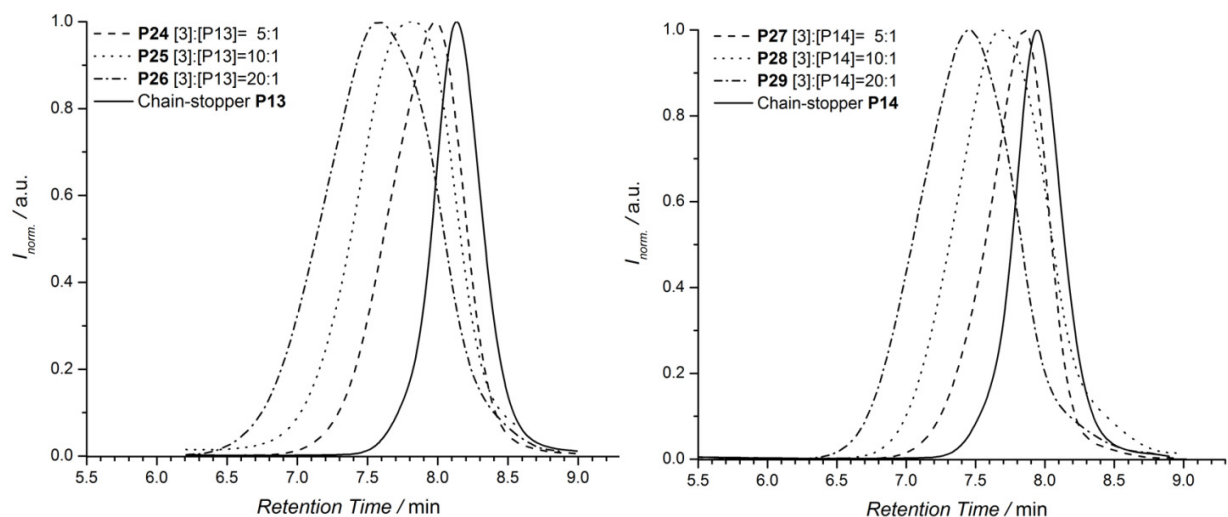 P24 [3]:[P13]= 5:1
P25 [3]:[P13]=10:1
P26 [3]:[P13]=20:1
Chain-stopper P13
1.0
0.8
0.6
0.4
0.2
0.0
I norm. / a.u.
5.5 6.0 6.5 7.0 7.5 8.0 8.5 9.0
Retention Time / min
P27 [3]:[P14]= 5:1
P28 [3]:[P14]=10:1
P29 [3]:[P14]=20:1
Chain-stopper P14
1.0
0.8
0.6
0.4
0.2
0.0
I norm. / a.u.
5.5 6.0 6.5 7.0 7.5 8.0 8.5 9.0
Retention Time / min